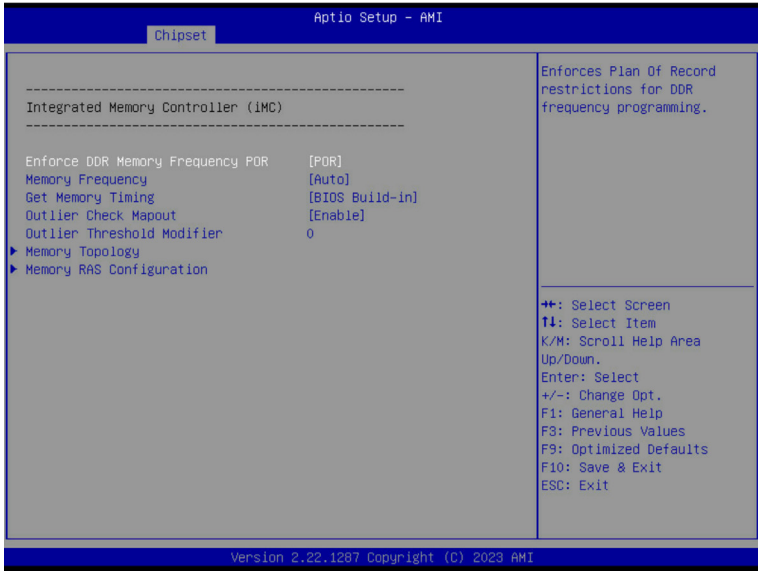 Aptio Setup – AMI
Chipset
--------------------------------------------------
Integrated Memory Controller (iMC)
--------------------------------------------------
Enforce DDR Memory Frequency POR [POR]
Memory Frequency [Auto]
Get Memory Timing [BIOS Build-in]
Outlier Check Mapout [Enable]
Outlier Threshold Modifier 0
▶ Memory Topology
▶ Memory RAS Configuration
Enforces Plan Of Record
restrictions for DDR
frequency programming.
→←: Select Screen
↑↓: Select Item
K/M: Scroll Help Area
Up/Down.
Enter: Select
+/-: Change Opt.
F1: General Help
F3: Previous Values
F9: Optimized Defaults
F10: Save & Exit
ESC: Exit
Version 2.22.1287 Copyright (C) 2023 AMI